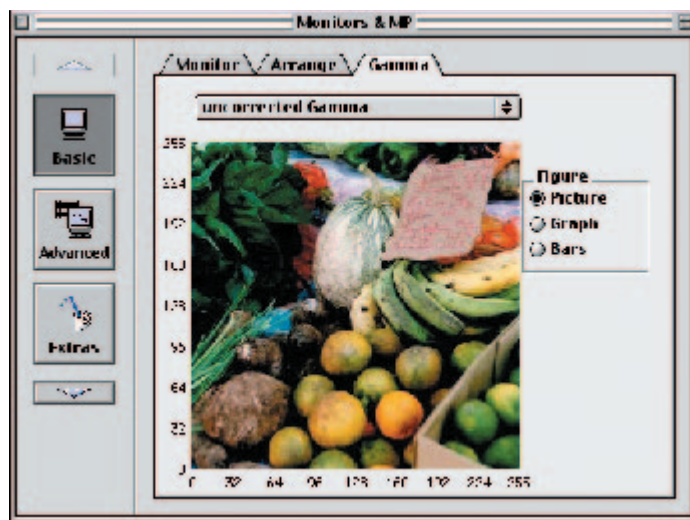 Monitors & MP
Monitor
Arrange
Gamma
uncorrected Gamma
Basic
Advanced
Extras
Figure
Picture
Graph
Bars
255
224
192
160
128
96
64
32
0
0 32 64 96 128 160 192 224 255